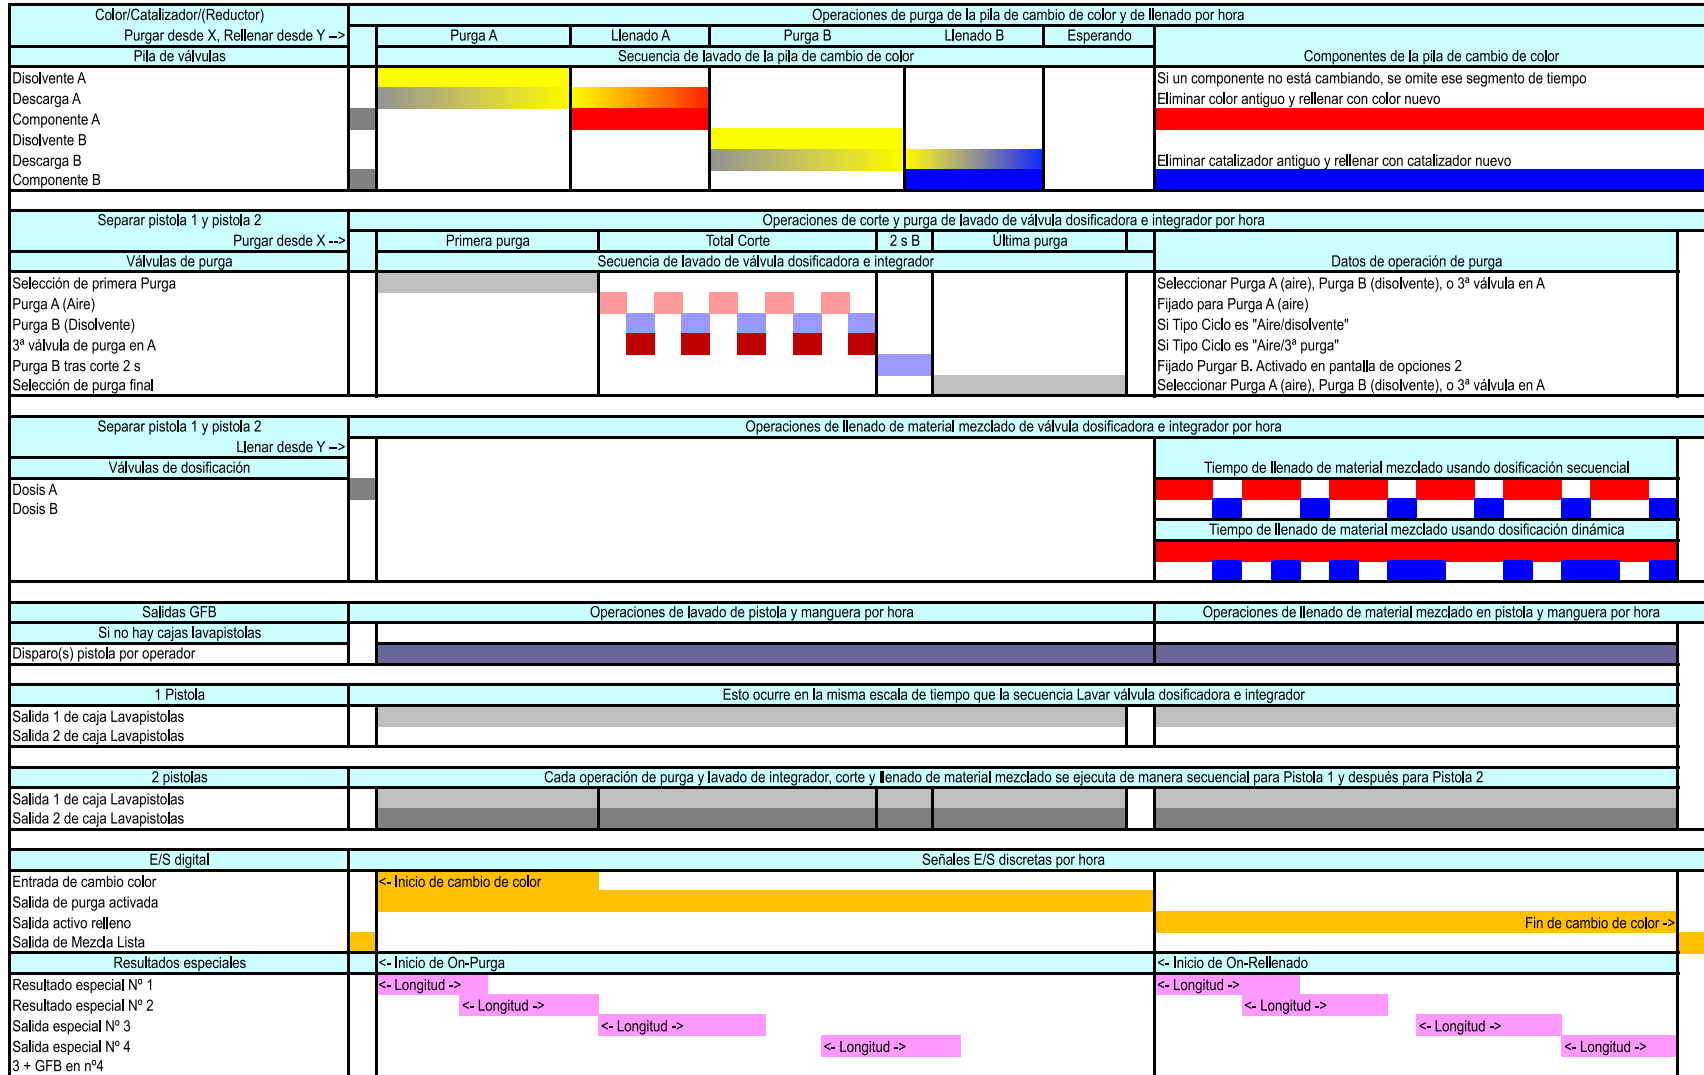 Color/Catalizador/(Reductor)
Operaciones de purga de la pila de cambio de color y de llenado por hora
Purgar desde X, Rellenar desde Y –>
Purga A
Llenado A
Purga B
Llenado B
Esperando
Pila de válvulas
Secuencia de lavado de la pila de cambio de color
Componentes de la pila de cambio de color
Disolvente A
Si un componente no está cambiando, se omite ese segmento de tiempo
Descarga A
Eliminar color antiguo y rellenar con color nuevo
Componente A
Disolvente B
Descarga B
Eliminar catalizador antiguo y rellenar con catalizador nuevo
Componente B
Separar pistola 1 y pistola 2
Operaciones de corte y purga de lavado de válvula dosificadora e integrador por hora
Purgar desde X -->
Primera purga
Total Corte
2 s B
Última purga
Válvulas de purga
Secuencia de lavado de válvula dosificadora e integrador
Datos de operación de purga
Selección de primera Purga
Seleccionar Purga A (aire), Purga B (disolvente), o 3ª válvula en A
Purga A (Aire)
Fijado para Purga A (aire)
Purga B (Disolvente)
Si Tipo Ciclo es "Aire/disolvente"
3ª válvula de purga en A
Si Tipo Ciclo es "Aire/3ª purga"
Purga B tras corte 2 s
Fijado Purgar B. Activado en pantalla de opciones 2
Selección de purga final
Seleccionar Purga A (aire), Purga B (disolvente), o 3ª válvula en A
Separar pistola 1 y pistola 2
Operaciones de llenado de material mezclado de válvula dosificadora e integrador por hora
Llenar desde Y –>
Válvulas de dosificación
Tiempo de llenado de material mezclado usando dosificación secuencial
Dosis A
Dosis B
Tiempo de llenado de material mezclado usando dosificación dinámica
Salidas GFB
Operaciones de lavado de pistola y manguera por hora
Operaciones de llenado de material mezclado en pistola y manguera por hora
Si no hay cajas lavapistolas
Disparo(s) pistola por operador
1 Pistola
Esto ocurre en la misma escala de tiempo que la secuencia Lavar válvula dosificadora e integrador
Salida 1 de caja Lavapistolas
Salida 2 de caja Lavapistolas
2 pistolas
Cada operación de purga y lavado de integrador, corte y llenado de material mezclado se ejecuta de manera secuencial para Pistola 1 y después para Pistola 2
Salida 1 de caja Lavapistolas
Salida 2 de caja Lavapistolas
E/S digital
Señales E/S discretas por hora
Entrada de cambio color
<- Inicio de cambio de color
Salida de purga activada
Salida activo relleno
Fin de cambio de color ->
Salida de Mezcla Lista
Resultados especiales
<- Inicio de On-Purga
<- Inicio de On-Rellenado
Resultado especial Nº 1
<- Longitud ->
<- Longitud ->
Resultado especial Nº 2
<- Longitud ->
<- Longitud ->
Salida especial Nº 3
<- Longitud ->
<- Longitud ->
Salida especial Nº 4
<- Longitud ->
<- Longitud ->
3 + GFB en nº4